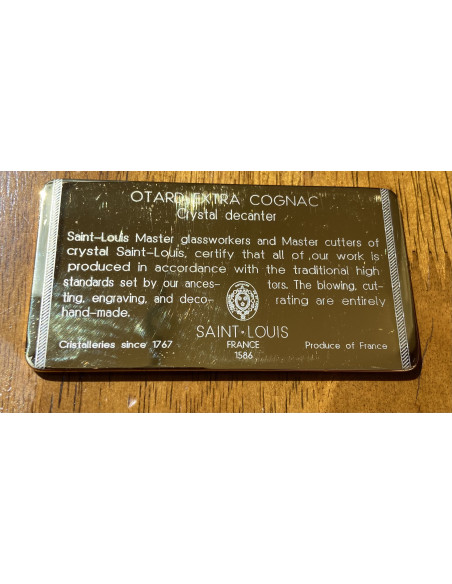 OTARD EXTRA COGNAC
Crystal decanter
Saint-Louis Master glassworkers and Master cutters of
crystal Saint-Louis, certify that all of our work is
produced in accordance with the traditional high
standards set by our ances- tors. The blowing, cut-
ting, engraving, and deco- rating are entirely
hand-made.
SAINT-LOUIS
Cristalleries since 1767 FRANCE Produce of France
1586